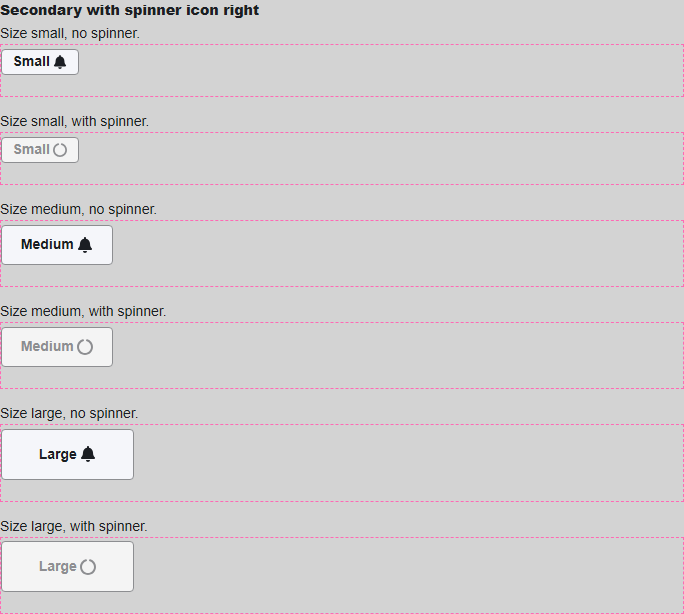 Secondary with spinner icon right
Size small, no spinner.
Small
Size small, with spinner.
Small
Size medium, no spinner.
Medium
Size medium, with spinner.
Medium
Size large, no spinner.
Large
Size large, with spinner.
Large